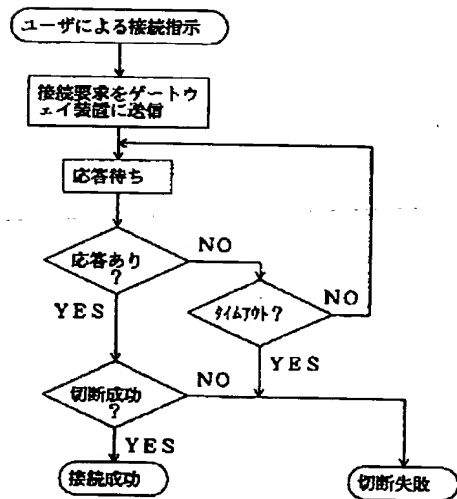 ユーザによる接続指示
接続要求をゲートウ
ェイ装置に送信
応答待ち
応答あり
?
NO
YES
タイムアウト?
NO
YES
切断成功
?
NO
YES
接続成功
切断失敗